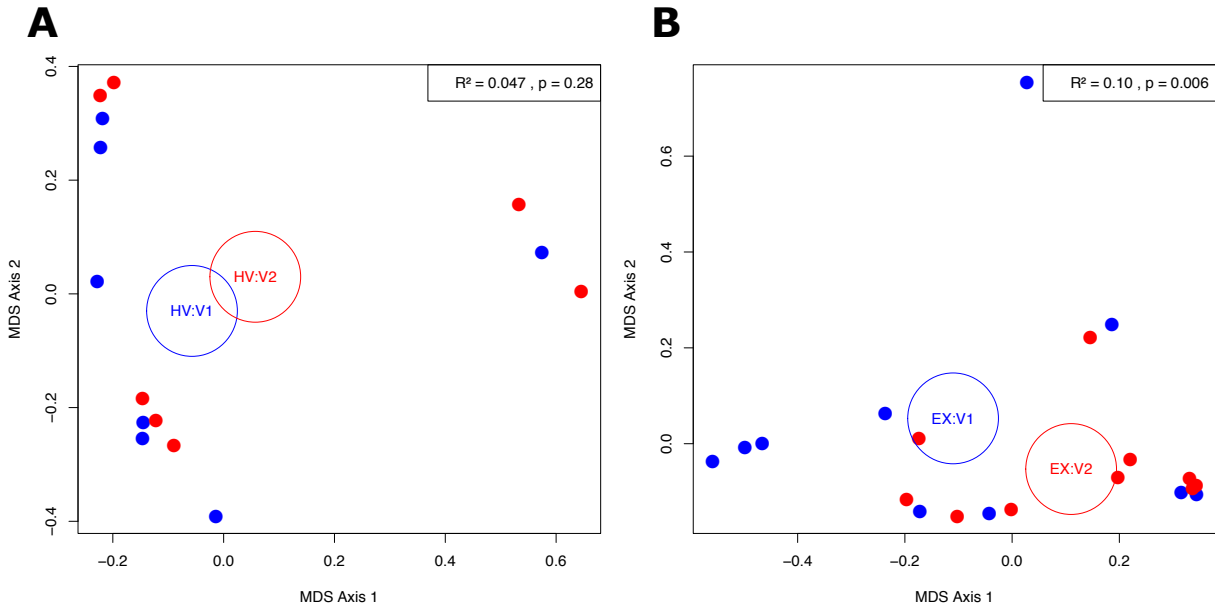 A
R² = 0.047 , p = 0.28
0.4
0.2
0.0
−0.2
−0.4
MDS Axis 2
HV:V1
HV:V2
−0.2
0.0
0.2
0.4
0.6
MDS Axis 1
B
R² = 0.10 , p = 0.006
0.6
0.4
0.2
0.0
MDS Axis 2
EX:V1
EX:V2
−0.4
−0.2
0.0
0.2
MDS Axis 1